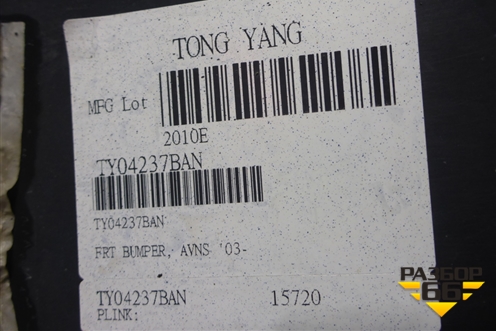 TONG YANG
MFG Lot
2010E
TY04237BAN
TY04237BAN
FRT BUMPER, AVNS '03-
TY04237BAN 15720
PLINK:
РАЗБОР
66